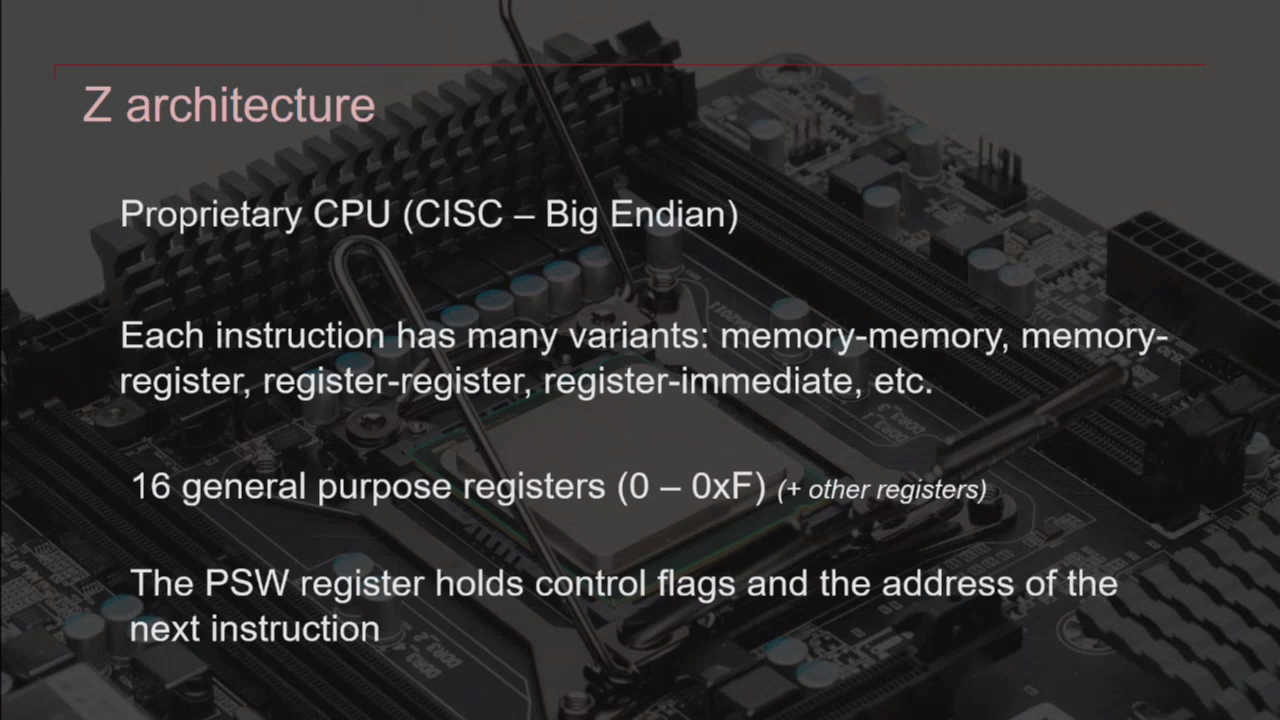 Z architecture
Proprietary CPU (CISC – Big Endian)
Each instruction has many variants: memory-memory, memory-
register, register-register, register-immediate, etc.
16 general purpose registers (0 – 0xF) (+ other registers)
The PSW register holds control flags and the address of the
next instruction